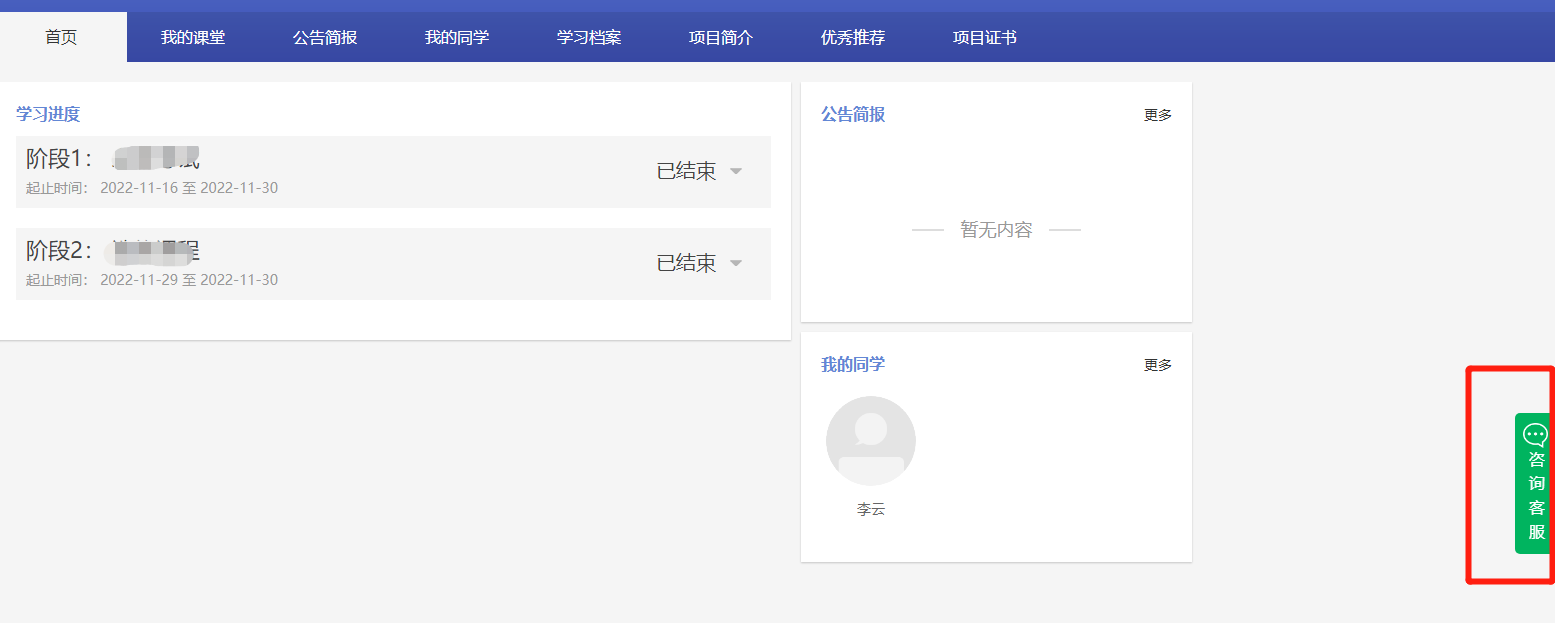 首页 我的课堂 公告简报 我的同学 学习档案 项目简介 优秀推荐 项目证书
学习进度
阶段1：
已结束
起止时间： 2022-11-16 至 2022-11-30
阶段2：
已结束
起止时间： 2022-11-29 至 2022-11-30
公告简报 更多
暂无内容
我的同学 更多
李云
咨询客服